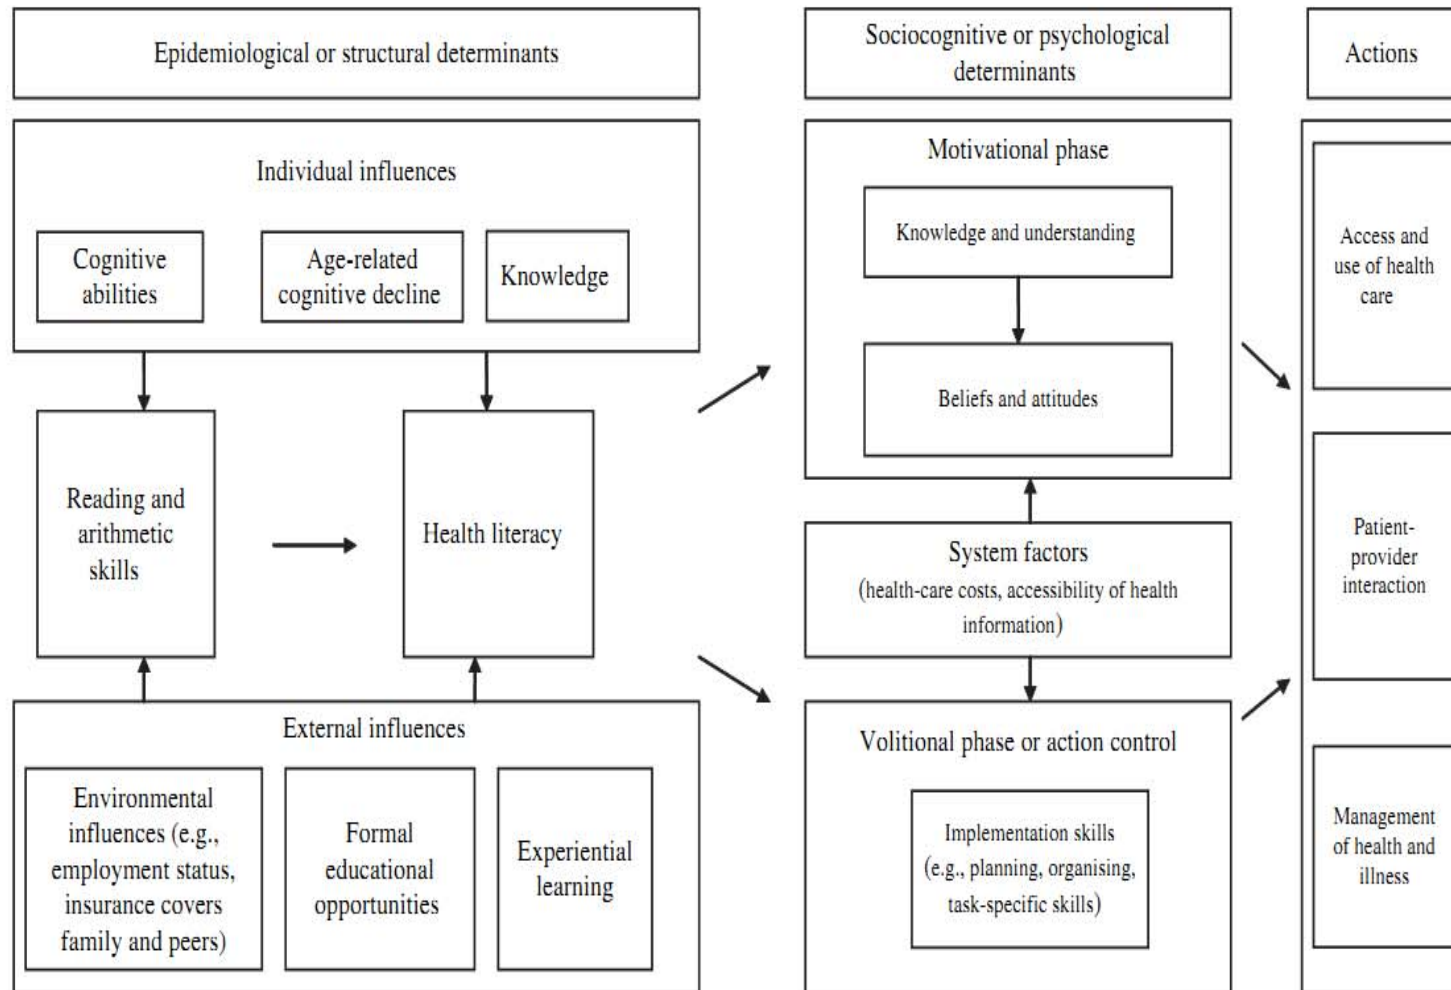 Epidemiological or structural determinants
Sociocognitive or psychological
determinants
Actions
Individual influences
Cognitive
abilities
Age-related
cognitive decline
Knowledge
Reading and
arithmetic
skills
Health literacy
External influences
Environmental
influences (e.g.,
employment status,
insurance covers
family and peers)
Formal
educational
opportunities
Experiential
learning
Motivational phase
Knowledge and understanding
Beliefs and attitudes
System factors
(health-care costs, accessibility of health
information)
Volitional phase or action control
Implementation skills
(e.g., planning, organising,
task-specific skills)
Access and
use of health
care
Patient-
provider
interaction
Management
of health and
illness